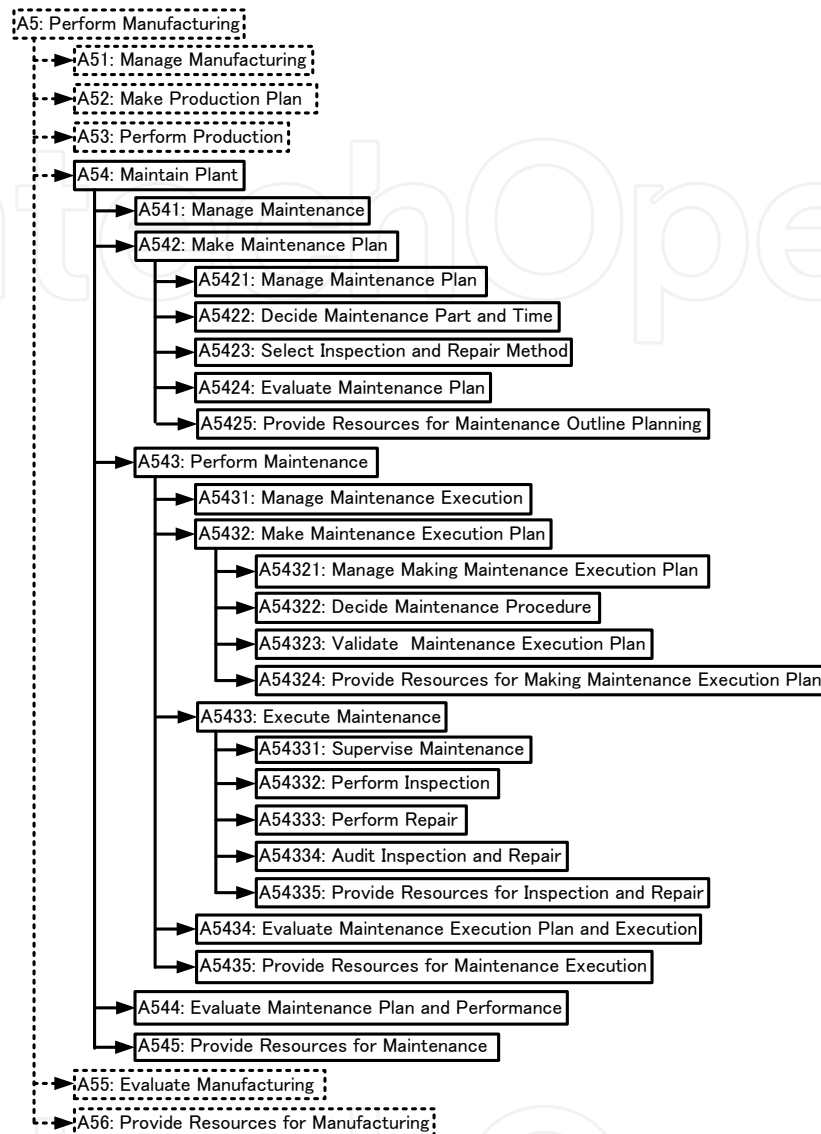 A5: Perform Manufacturing
A51: Manage Manufacturing
A52: Make Production Plan
A53: Perform Production
A54: Maintain Plant
A541: Manage Maintenance
A542: Make Maintenance Plan
A5421: Manage Maintenance Plan
A5422: Decide Maintenance Part and Time
A5423: Select Inspection and Repair Method
A5424: Evaluate Maintenance Plan
A5425: Provide Resources for Maintenance Outline Planning
A543: Perform Maintenance
A5431: Manage Maintenance Execution
A5432: Make Maintenance Execution Plan
A54321: Manage Making Maintenance Execution Plan
A54322: Decide Maintenance Procedure
A54323: Validate  Maintenance Execution Plan
A54324: Provide Resources for Making Maintenance Execution Plan
A5433: Execute Maintenance
A54331: Supervise Maintenance
A54332: Perform Inspection
A54333: Perform Repair
A54334: Audit Inspection and Repair
A54335: Provide Resources for Inspection and Repair
A5434: Evaluate Maintenance Execution Plan and Execution
A5435: Provide Resources for Maintenance Execution
A544: Evaluate Maintenance Plan and Performance
A545: Provide Resources for Maintenance
A55: Evaluate Manufacturing
A56: Provide Resources for Manufacturing